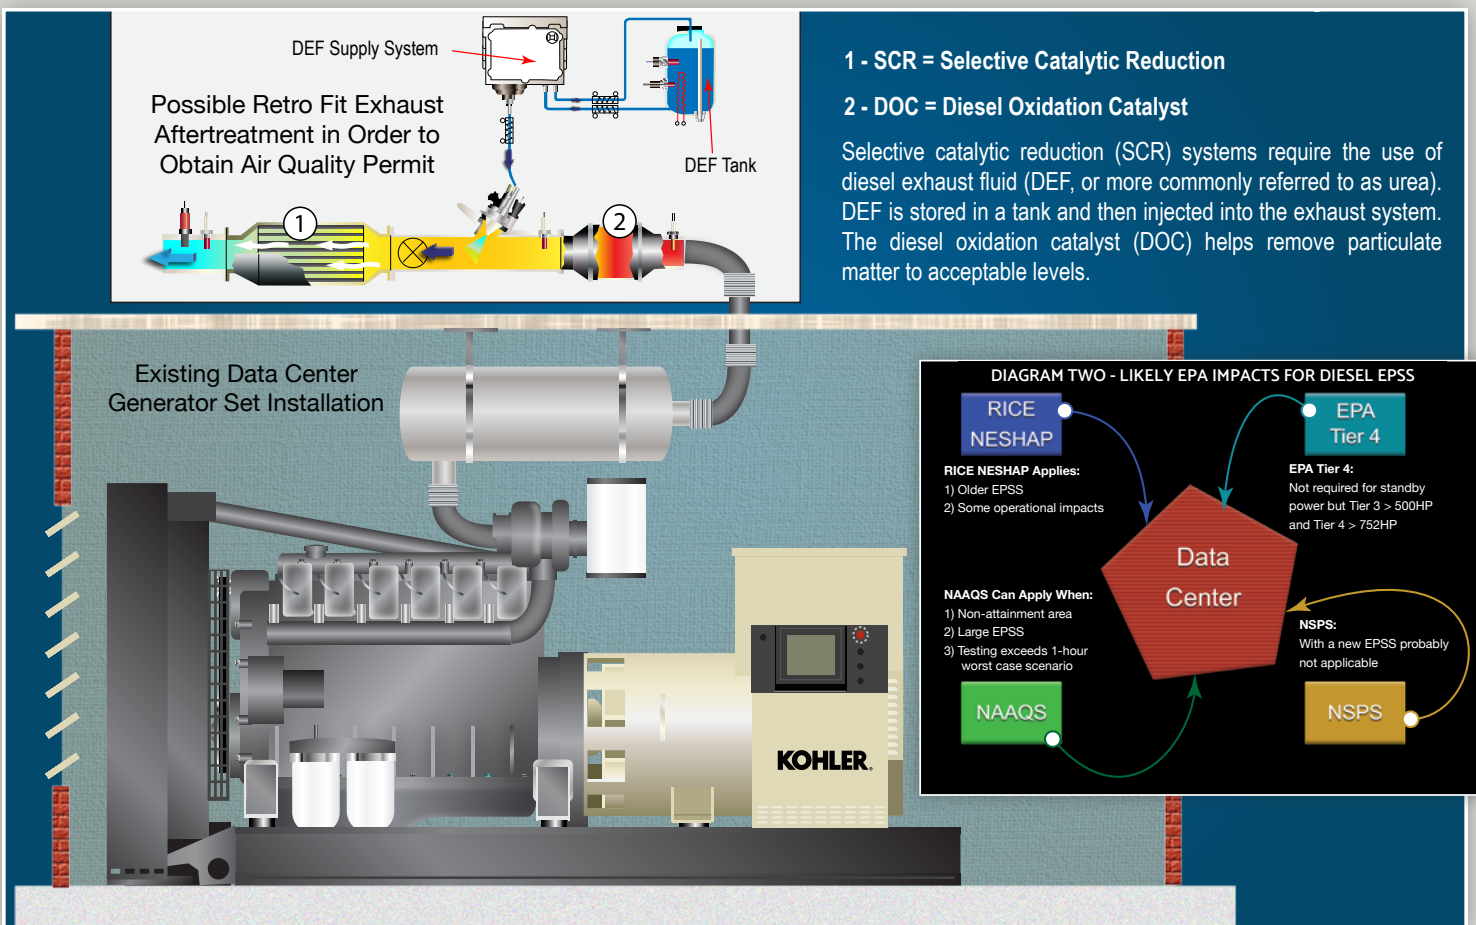 DEF Supply System
Possible Retro Fit Exhaust
Aftertreatment in Order to
Obtain Air Quality Permit
DEF Tank
1
2
1 - SCR = Selective Catalytic Reduction
2 - DOC = Diesel Oxidation Catalyst
Selective catalytic reduction (SCR) systems require the use of
diesel exhaust fluid (DEF, or more commonly referred to as urea).
DEF is stored in a tank and then injected into the exhaust system.
The diesel oxidation catalyst (DOC) helps remove particulate
matter to acceptable levels.
Existing Data Center
Generator Set Installation
KOHLER.
DIAGRAM TWO - LIKELY EPA IMPACTS FOR DIESEL EPSS
RICE
NESHAP
EPA
Tier 4
RICE NESHAP Applies:
1) Older EPSS
2) Some operational impacts
EPA Tier 4:
Not required for standby
power but Tier 3 > 500HP
and Tier 4 > 752HP
Data
Center
NAAQS Can Apply When:
1) Non-attainment area
2) Large EPSS
3) Testing exceeds 1-hour
worst case scenario
NSPS:
With a new EPSS probably
not applicable
NAAQS
NSPS